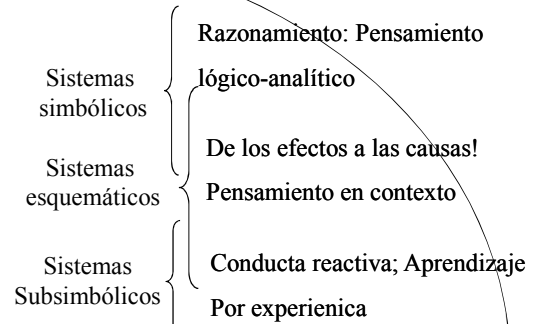 Razonamiento: Pensamiento
lógico-analítico
Sistemas
simbólicos
De los efectos a las causas!
Pensamiento en contexto
Sistemas
esquemáticos
Conducta reactiva; Aprendizaje
Por experienica
Sistemas
Subsimbólicos